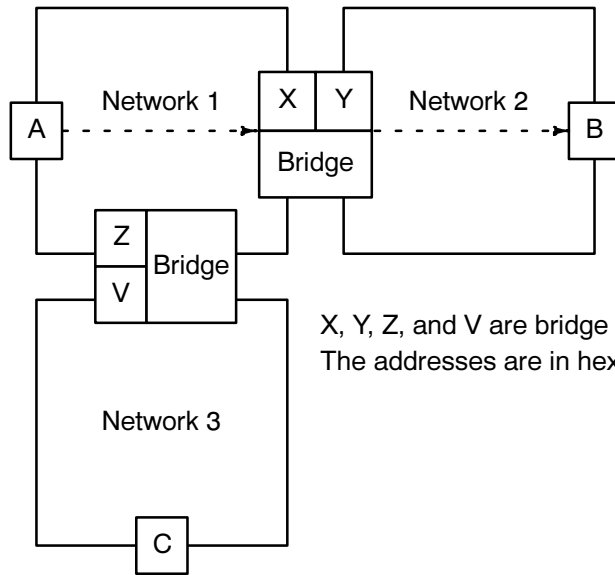 Network 1
X
Y
Network 2
A
B
Bridge
Z
Bridge
V
X, Y, Z, and V are bridge
The addresses are in hex
Network 3
C